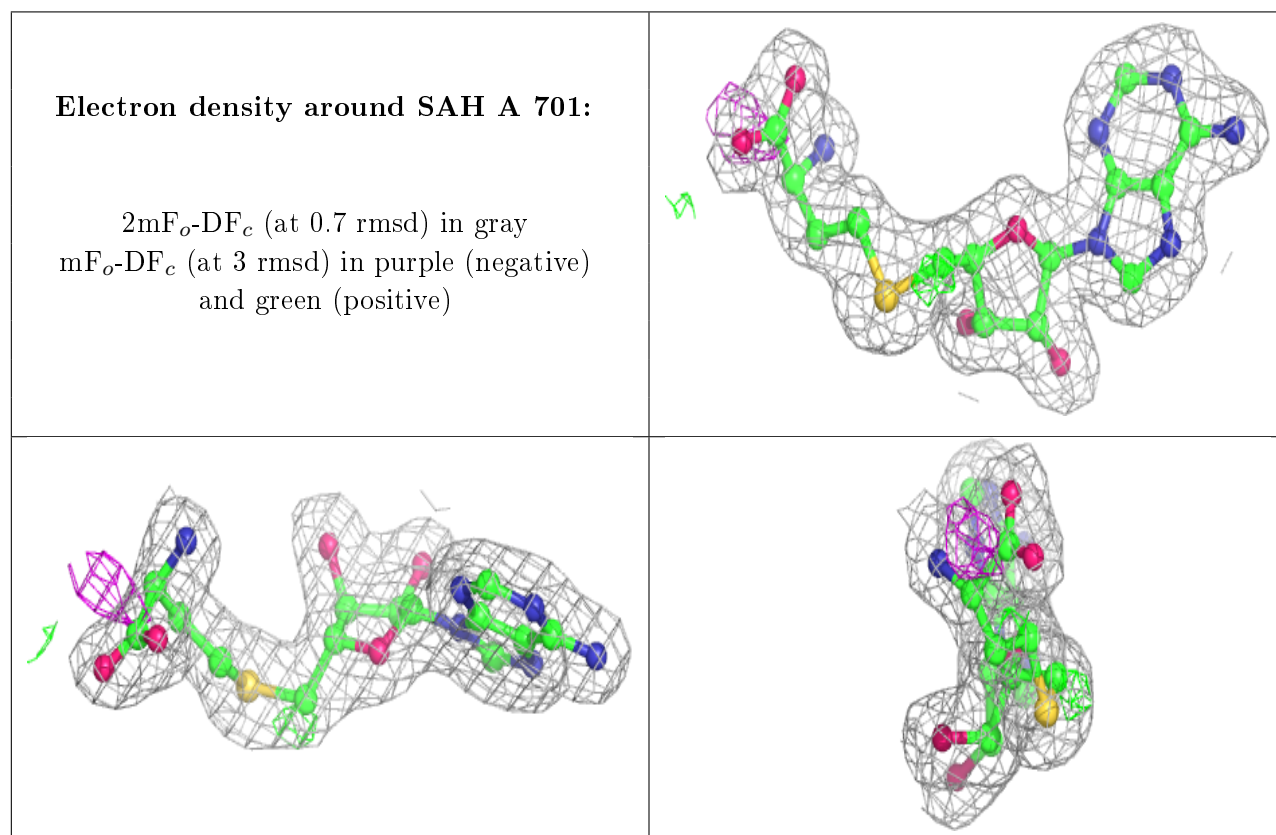 Electron density around SAH A 701:
2mFₒ-DF𝒸 (at 0.7 rmsd) in gray
mFₒ-DF𝒸 (at 3 rmsd) in purple (negative)
and green (positive)